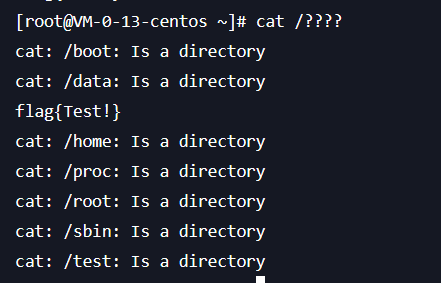 [root@VM-0-13-centos ~]# cat /????
cat: /boot: Is a directory
cat: /data: Is a directory
flag{Test!}
cat: /home: Is a directory
cat: /proc: Is a directory
cat: /root: Is a directory
cat: /sbin: Is a directory
cat: /test: Is a directory